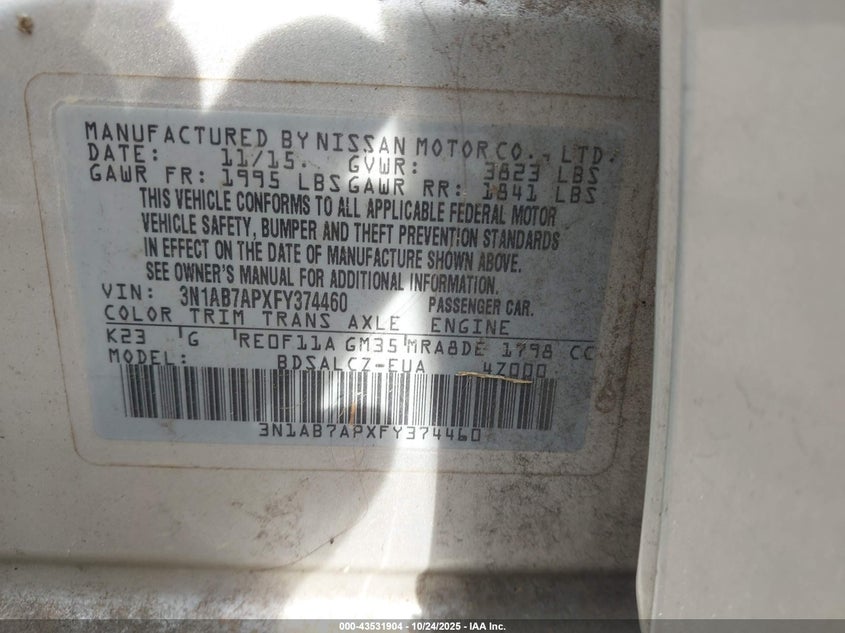 MANUFACTURED BY NISSAN MOTOR CO., LTD.
DATE: 11/15 GVWR: 3823 LBS
GAWR FR: 1995 LBS GAWR RR: 1841 LBS
THIS VEHICLE CONFORMS TO ALL APPLICABLE FEDERAL MOTOR
VEHICLE SAFETY, BUMPER AND THEFT PREVENTION STANDARDS
IN EFFECT ON THE DATE OF MANUFACTURE SHOWN ABOVE.
SEE OWNER'S MANUAL FOR ADDITIONAL INFORMATION.
VIN: 3N1AB7APXFY374460 PASSENGER CAR.
COLOR TRIM TRANS AXLE ENGINE
K23 G RE0F11A GM35 MRA8DE 1798 CC
MODEL: BDSALCZ-EUA 47000
3N1AB7APXFY374460
000-43531904 - 10/24/2025 - IAA Inc.